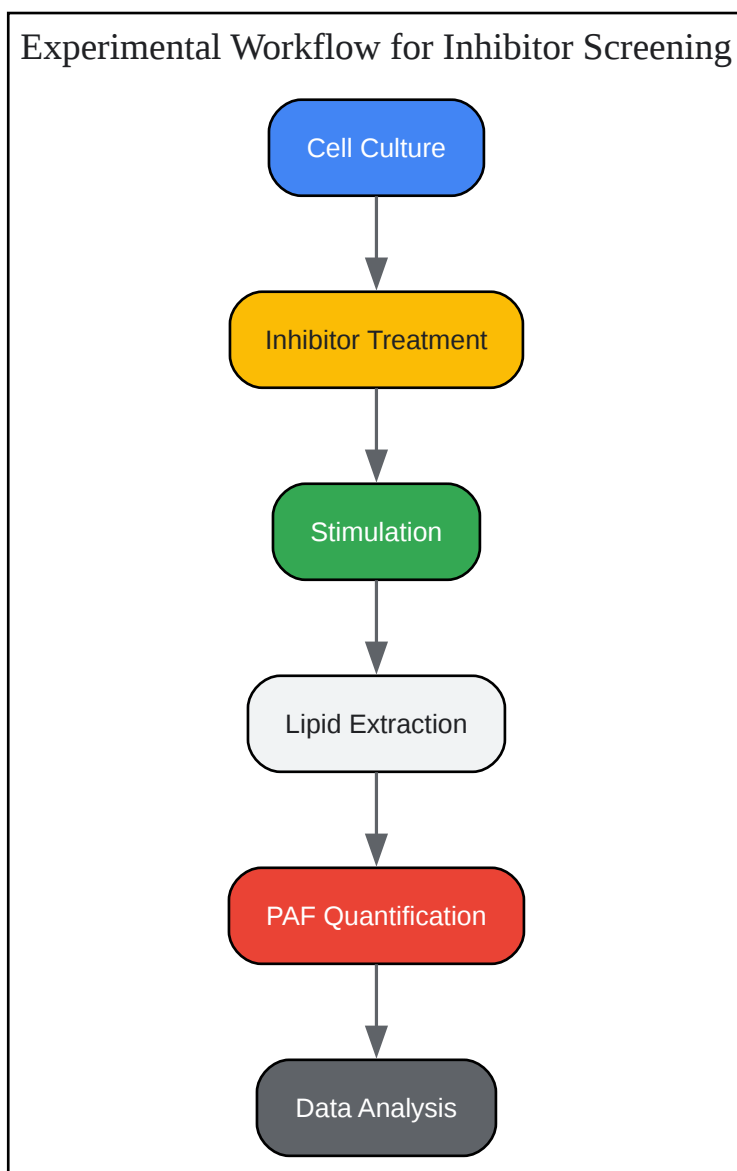 Experimental Workflow for Inhibitor Screening
Cell Culture
Inhibitor Treatment
Stimulation
Lipid Extraction
PAF Quantification
Data Analysis